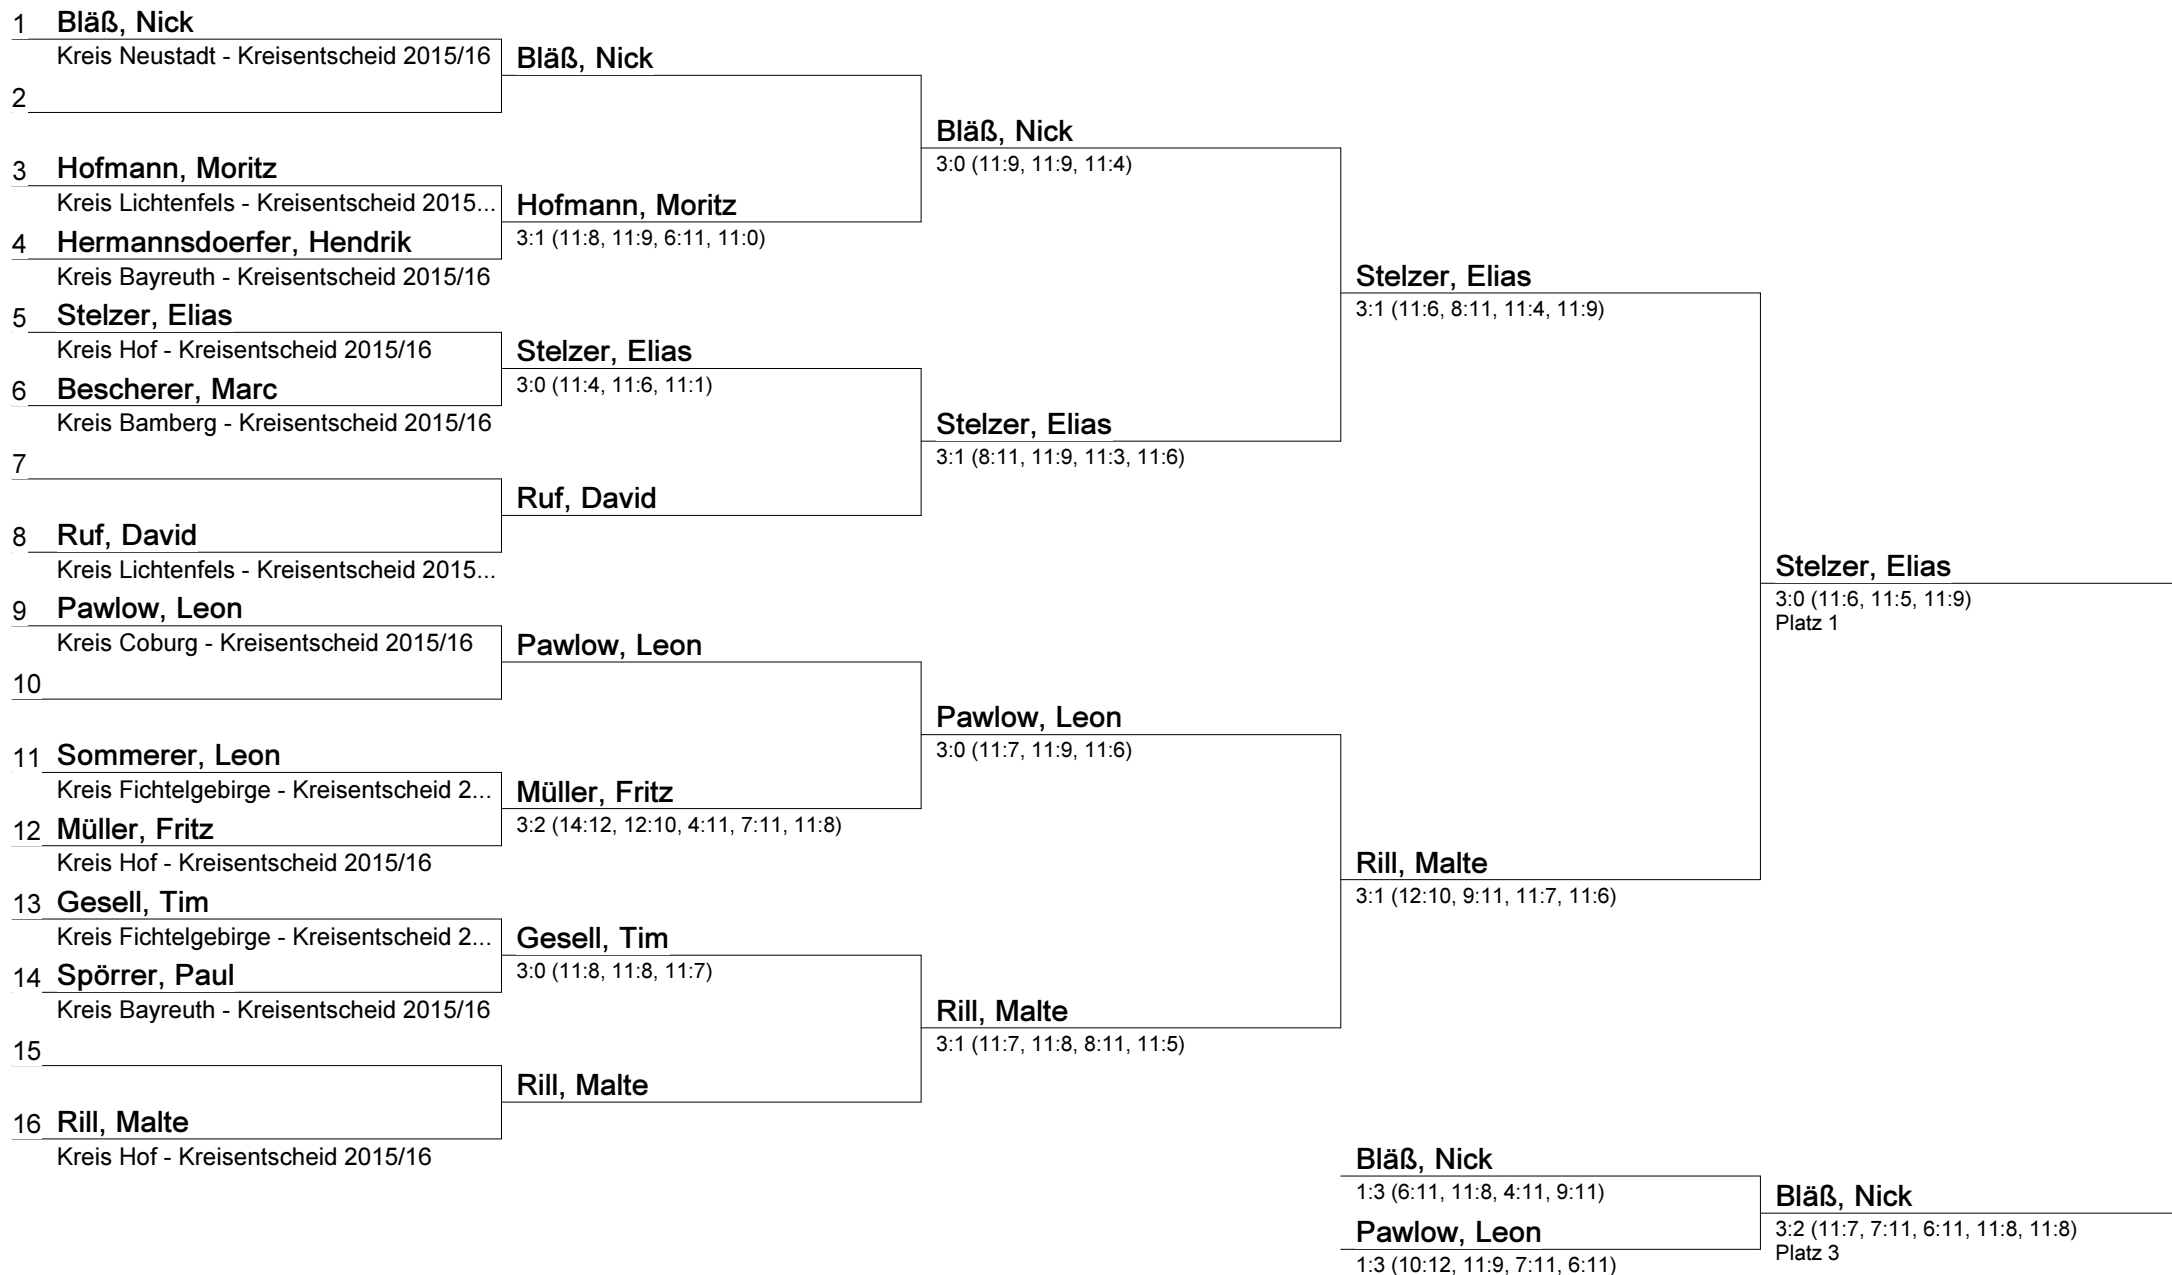 1 Bläß, Nick
Kreis Neustadt - Kreisentscheid 2015/16
2
3 Hofmann, Moritz
Kreis Lichtenfels - Kreisentscheid 2015...
4 Hermannsdoerfer, Hendrik
Kreis Bayreuth - Kreisentscheid 2015/16
5 Stelzer, Elias
Kreis Hof - Kreisentscheid 2015/16
6 Bescherer, Marc
Kreis Bamberg - Kreisentscheid 2015/16
7
8 Ruf, David
Kreis Lichtenfels - Kreisentscheid 2015...
9 Pawlow, Leon
Kreis Coburg - Kreisentscheid 2015/16
10
11 Sommerer, Leon
Kreis Fichtelgebirge - Kreisentscheid 2...
12 Müller, Fritz
Kreis Hof - Kreisentscheid 2015/16
13 Gesell, Tim
Kreis Fichtelgebirge - Kreisentscheid 2...
14 Spörrer, Paul
Kreis Bayreuth - Kreisentscheid 2015/16
15
16 Rill, Malte
Kreis Hof - Kreisentscheid 2015/16
Bläß, Nick
Hofmann, Moritz
3:1 (11:8, 11:9, 6:11, 11:0)
Stelzer, Elias
3:0 (11:4, 11:6, 11:1)
Ruf, David
Pawlow, Leon
Müller, Fritz
3:2 (14:12, 12:10, 4:11, 7:11, 11:8)
Gesell, Tim
3:0 (11:8, 11:8, 11:7)
Rill, Malte
Bläß, Nick
3:0 (11:9, 11:9, 11:4)
Stelzer, Elias
3:1 (8:11, 11:9, 11:3, 11:6)
Pawlow, Leon
3:0 (11:7, 11:9, 11:6)
Rill, Malte
3:1 (11:7, 11:8, 8:11, 11:5)
Stelzer, Elias
3:1 (11:6, 8:11, 11:4, 11:9)
Rill, Malte
3:1 (12:10, 9:11, 11:7, 11:6)
Stelzer, Elias
3:0 (11:6, 11:5, 11:9)
Platz 1
Bläß, Nick
1:3 (6:11, 11:8, 4:11, 9:11)
Pawlow, Leon
1:3 (10:12, 11:9, 7:11, 6:11)
Bläß, Nick
3:2 (11:7, 7:11, 6:11, 11:8, 11:8)
Platz 3